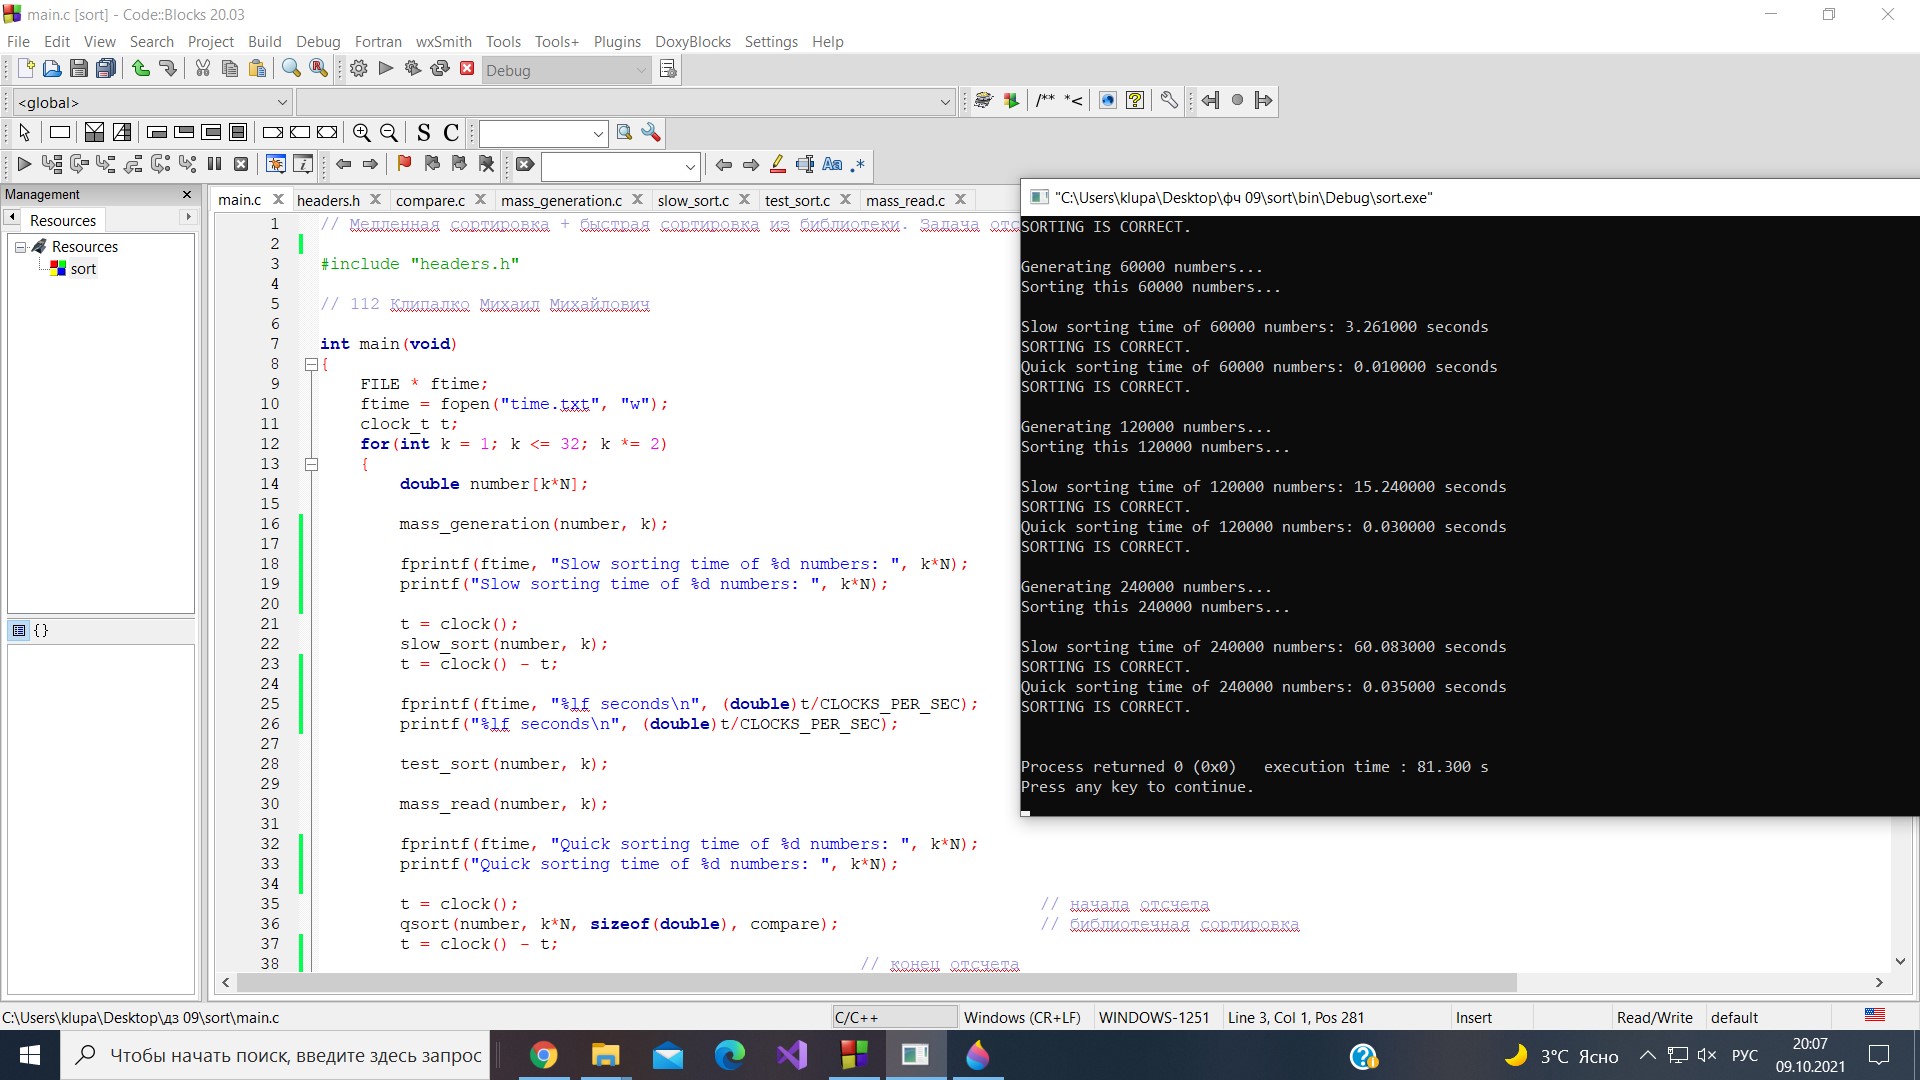 main.c [sort] - Code::Blocks 20.03
File Edit View Search Project Build Debug Fortran wxSmith Tools Tools+ Plugins DoxyBlocks Settings Help
Debug
<global>
/** *<
S C
Aa .*
Management
Resources
Resources
sort
{}
main.c headers.h compare.c mass_generation.c slow_sort.c test_sort.c mass_read.c
1 // Медленная сортировка + быстрая сортировка из библиотеки. Задача отс
2
3 #include "headers.h"
4
5 // 112 Клипалко Михаил Михайлович
6
7 int main(void)
8 {
9 FILE * ftime;
10 ftime = fopen("time.txt", "w");
11 clock_t t;
12 for(int k = 1; k <= 32; k *= 2)
13 {
14 double number[k*N];
15
16 mass_generation(number, k);
17
18 fprintf(ftime, "Slow sorting time of %d numbers: ", k*N);
19 printf("Slow sorting time of %d numbers: ", k*N);
20
21 t = clock();
22 slow_sort(number, k);
23 t = clock() - t;
24
25 fprintf(ftime, "%lf seconds\n", (double)t/CLOCKS_PER_SEC);
26 printf("%lf seconds\n", (double)t/CLOCKS_PER_SEC);
27
28 test_sort(number, k);
29
30 mass_read(number, k);
31
32 fprintf(ftime, "Quick sorting time of %d numbers: ", k*N);
33 printf("Quick sorting time of %d numbers: ", k*N);
34
35 t = clock(); // начала отсчета
36 qsort(number, k*N, sizeof(double), compare); // библиотечная сортировка
37 t = clock() - t;
38 // конец отсчета
"C:\Users\klupa\Desktop\фч 09\sort\bin\Debug\sort.exe"
SORTING IS CORRECT.
Generating 60000 numbers...
Sorting this 60000 numbers...
Slow sorting time of 60000 numbers: 3.261000 seconds
SORTING IS CORRECT.
Quick sorting time of 60000 numbers: 0.010000 seconds
SORTING IS CORRECT.
Generating 120000 numbers...
Sorting this 120000 numbers...
Slow sorting time of 120000 numbers: 15.240000 seconds
SORTING IS CORRECT.
Quick sorting time of 120000 numbers: 0.030000 seconds
SORTING IS CORRECT.
Generating 240000 numbers...
Sorting this 240000 numbers...
Slow sorting time of 240000 numbers: 60.083000 seconds
SORTING IS CORRECT.
Quick sorting time of 240000 numbers: 0.035000 seconds
SORTING IS CORRECT.
Process returned 0 (0x0) execution time : 81.300 s
Press any key to continue.
C:\Users\klupa\Desktop\дз 09\sort\main.c C/C++ Windows (CR+LF) WINDOWS-1251 Line 3, Col 1, Pos 281 Insert Read/Write default
Чтобы начать поиск, введите здесь запрос
3°C Ясно
РУС
20:07
09.10.2021